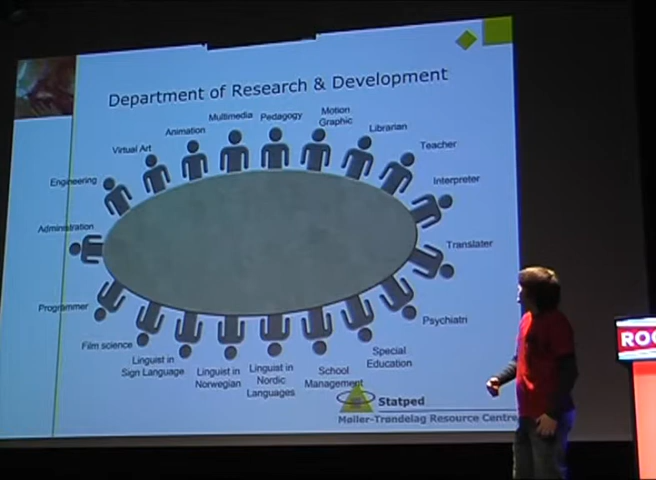 Department of Research & Development
Multimedia
Pedagogy
Motion
Graphic
Animation
Librarian
Virtual Art
Teacher
Engineering
Interpreter
Administration
Translater
Programmer
Psychiatri
Film science
Linguist in
Sign Language
Linguist in
Norwegian
Linguist in
Nordic
Languages
School
Management
Special
Education
Statped
Møller-Trøndelag Resource Centre
ROO